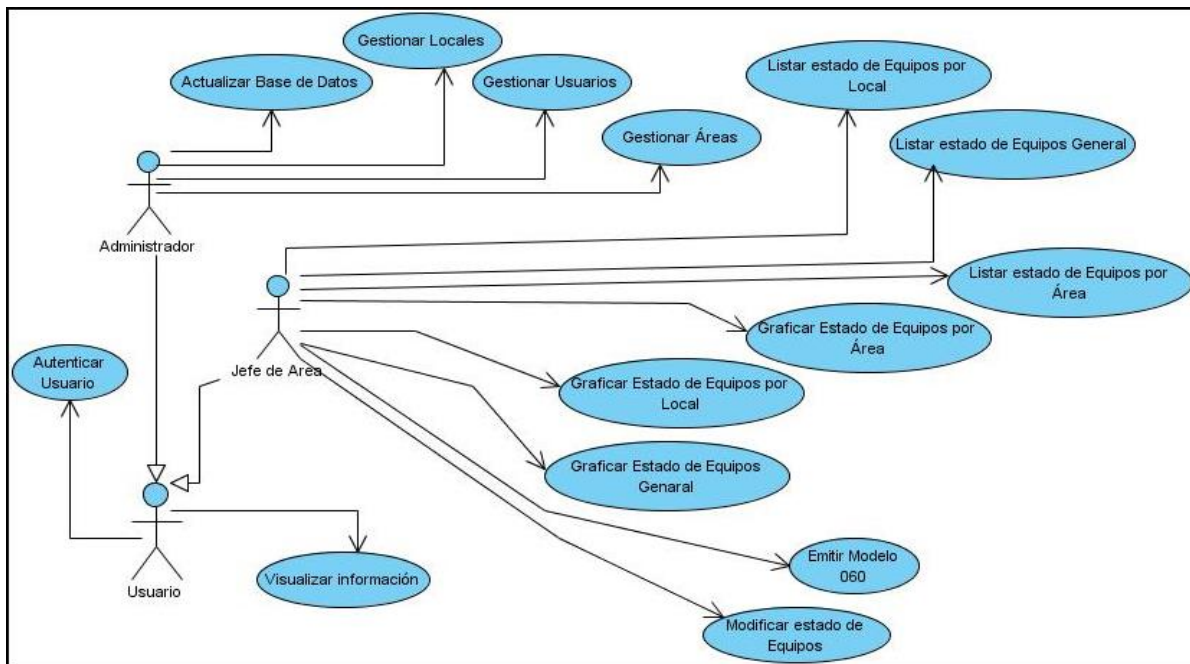 Gestionar Locales
Actualizar Base de Datos
Gestionar Usuarios
Gestionar Áreas
Listar estado de Equipos por
Local
Listar estado de Equipos General
Administrador
Listar estado de Equipos por
Área
Jefe de Area
Graficar Estado de Equipos por
Área
Autenticar
Usuario
Graficar Estado de Equipos por
Local
Graficar Estado de Equipos
Genaral
Usuario
Visualizar información
Emitir Modelo
060
Modificar estado de
Equipos